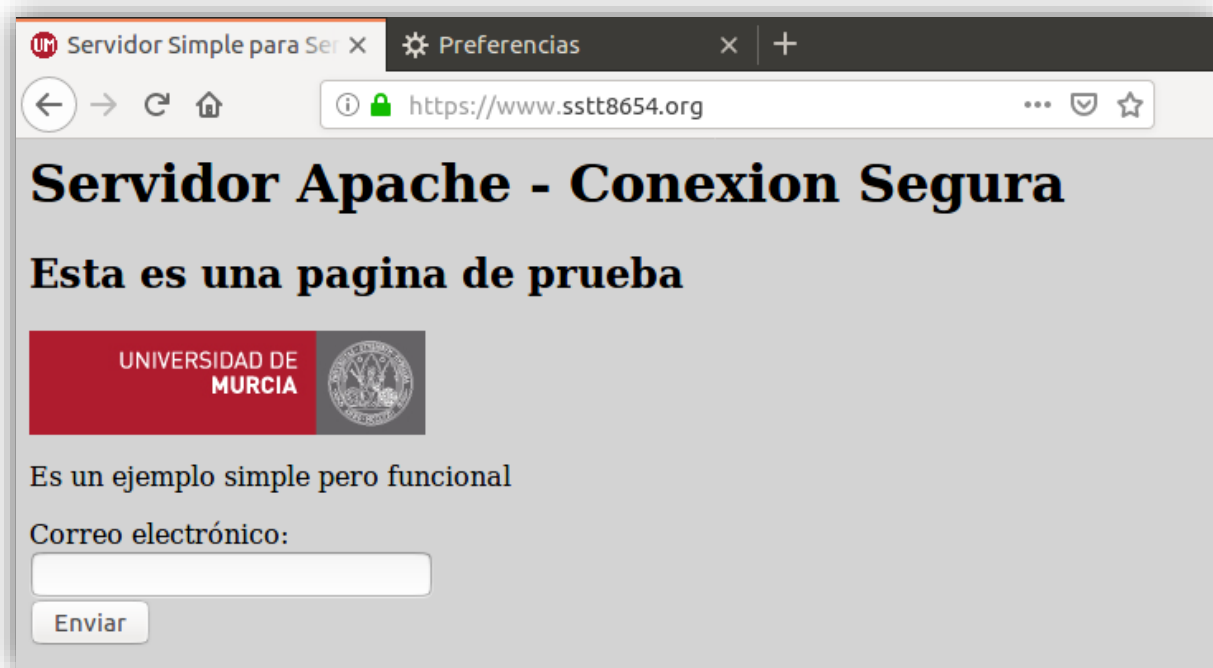 Servidor Simple para Ser
Preferencias
https://www.sstt8654.org
Servidor Apache - Conexion Segura
Esta es una pagina de prueba
UNIVERSIDAD DE
MURCIA
Es un ejemplo simple pero funcional
Correo electrónico:
Enviar